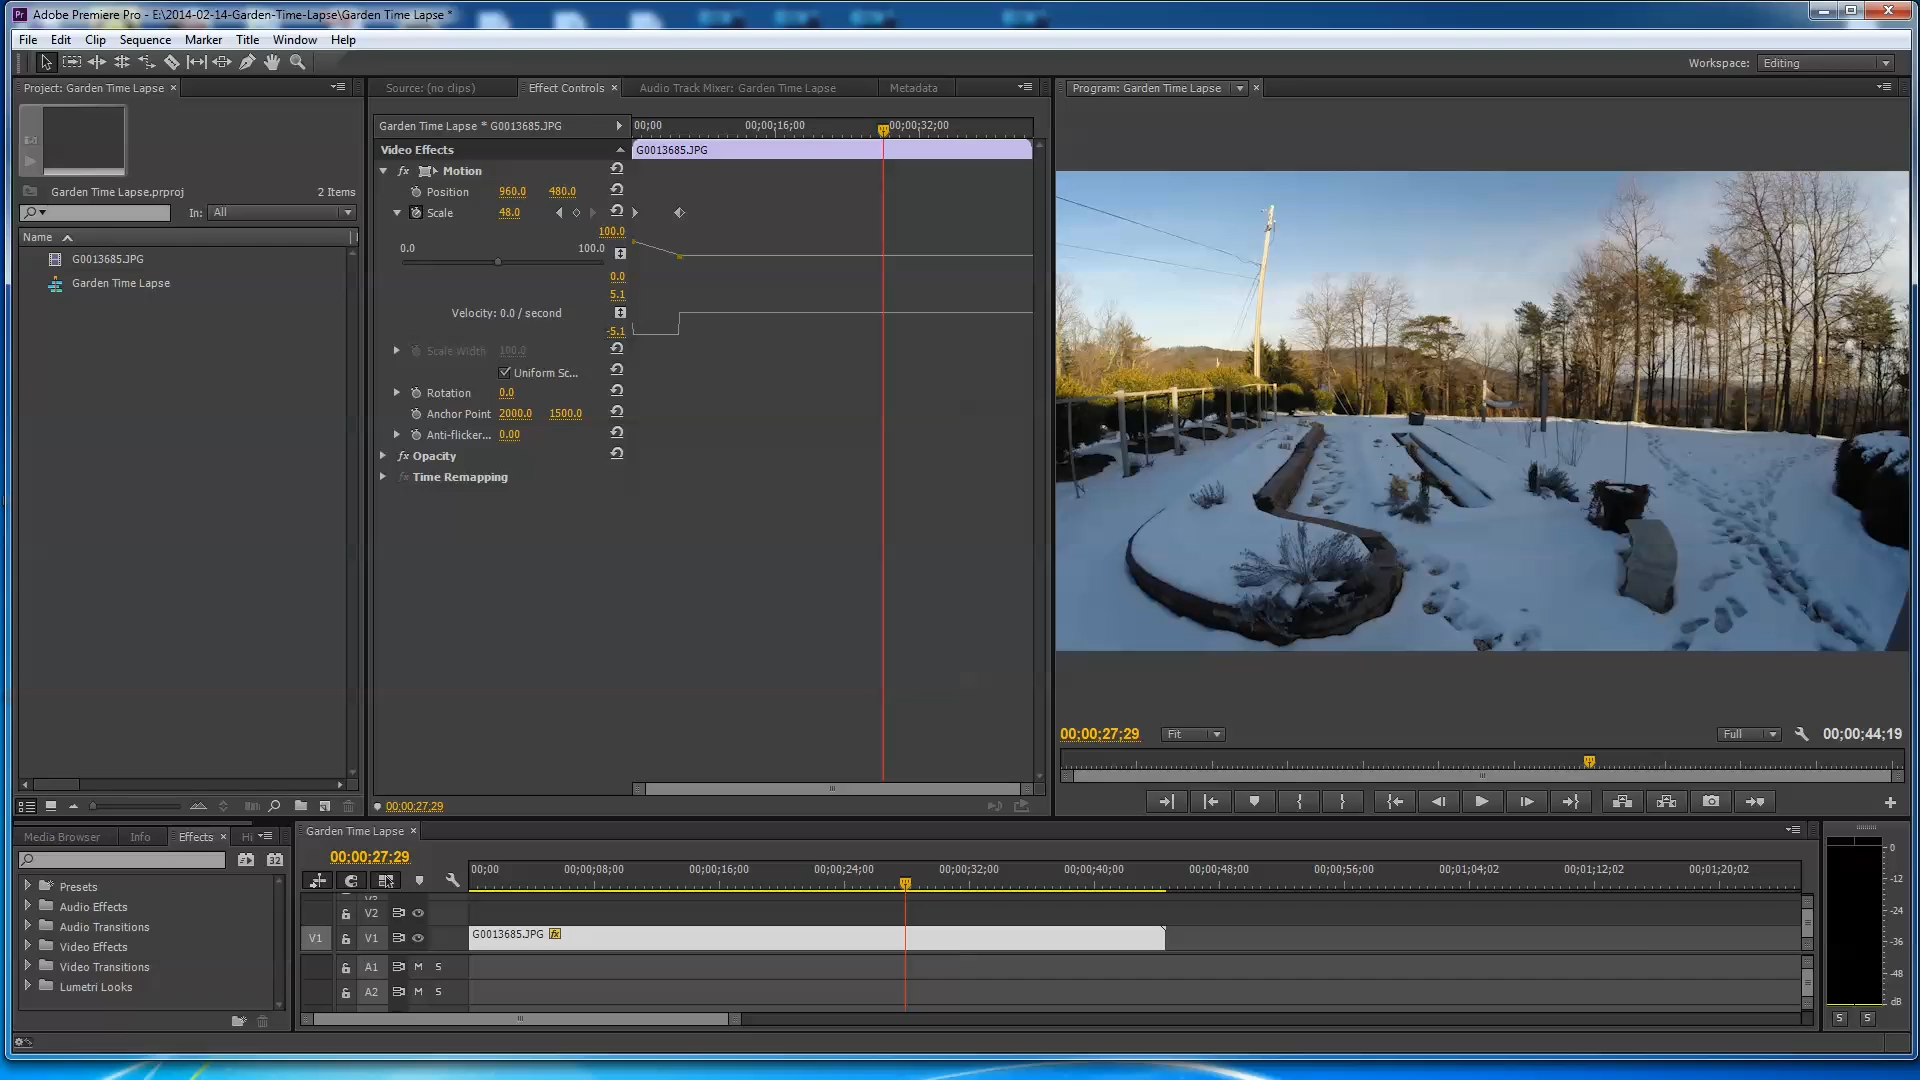 Adobe Premiere Pro - E:\2014-02-14-Garden-Time-Lapse\Garden Time Lapse *
File Edit Clip Sequence Marker Title Window Help
Workspace: Editing
Project: Garden Time Lapse
Garden Time Lapse.prproj 2 Items
In: All
Name
G0013685.JPG
Garden Time Lapse
Source: (no clips) Effect Controls Audio Track Mixer: Garden Time Lapse Metadata
Garden Time Lapse * G0013685.JPG 00;00 00;00;16;00 00;00;32;00
Video Effects G0013685.JPG
fx Motion
Position 960.0 480.0
Scale 48.0
100.0
0.0 100.0
0.0
5.1
Velocity: 0.0 / second
-5.1
Scale Width 100.0
Uniform Sc...
Rotation 0.0
Anchor Point 2000.0 1500.0
Anti-flicker... 0.00
fx Opacity
fx Time Remapping
00;00;27;29
Program: Garden Time Lapse
00;00;27;29 Fit Full 00;00;44;19
Media Browser Info Effects Hi
32
Presets
Audio Effects
Audio Transitions
Video Effects
Video Transitions
Lumetri Looks
Garden Time Lapse
00;00;27;29
00;00 00;00;08;00 00;00;16;00 00;00;24;00 00;00;32;00 00;00;40;00 00;00;48;00 00;00;56;00 00;01;04;02 00;01;12;02 00;01;20;02
V2
V1 V1 G0013685.JPG fx
A1 M S
A2 M S
0
-12
-24
-36
-48
dB
S S